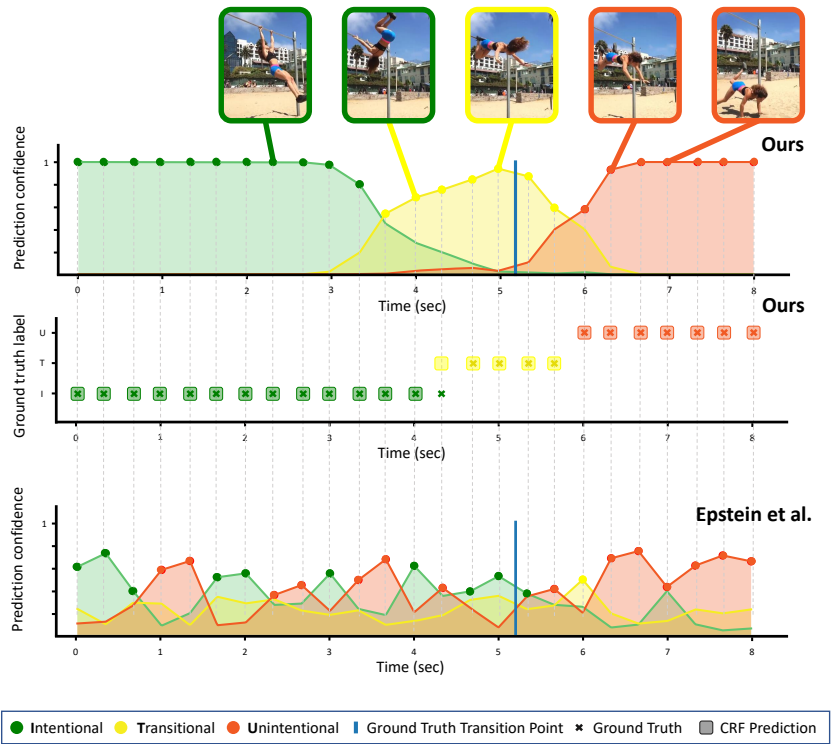 Ours
Prediction confidence
1
0 1 2 3 4 5 6 7 8
Time (sec)
Ours
Ground truth label
U
T
I
0 1 2 3 4 5 6 7 8
Time (sec)
Epstein et al.
Prediction confidence
1
0 1 2 3 4 5 6 7 8
Time (sec)
Intentional Transitional Unintentional Ground Truth Transition Point Ground Truth CRF Prediction